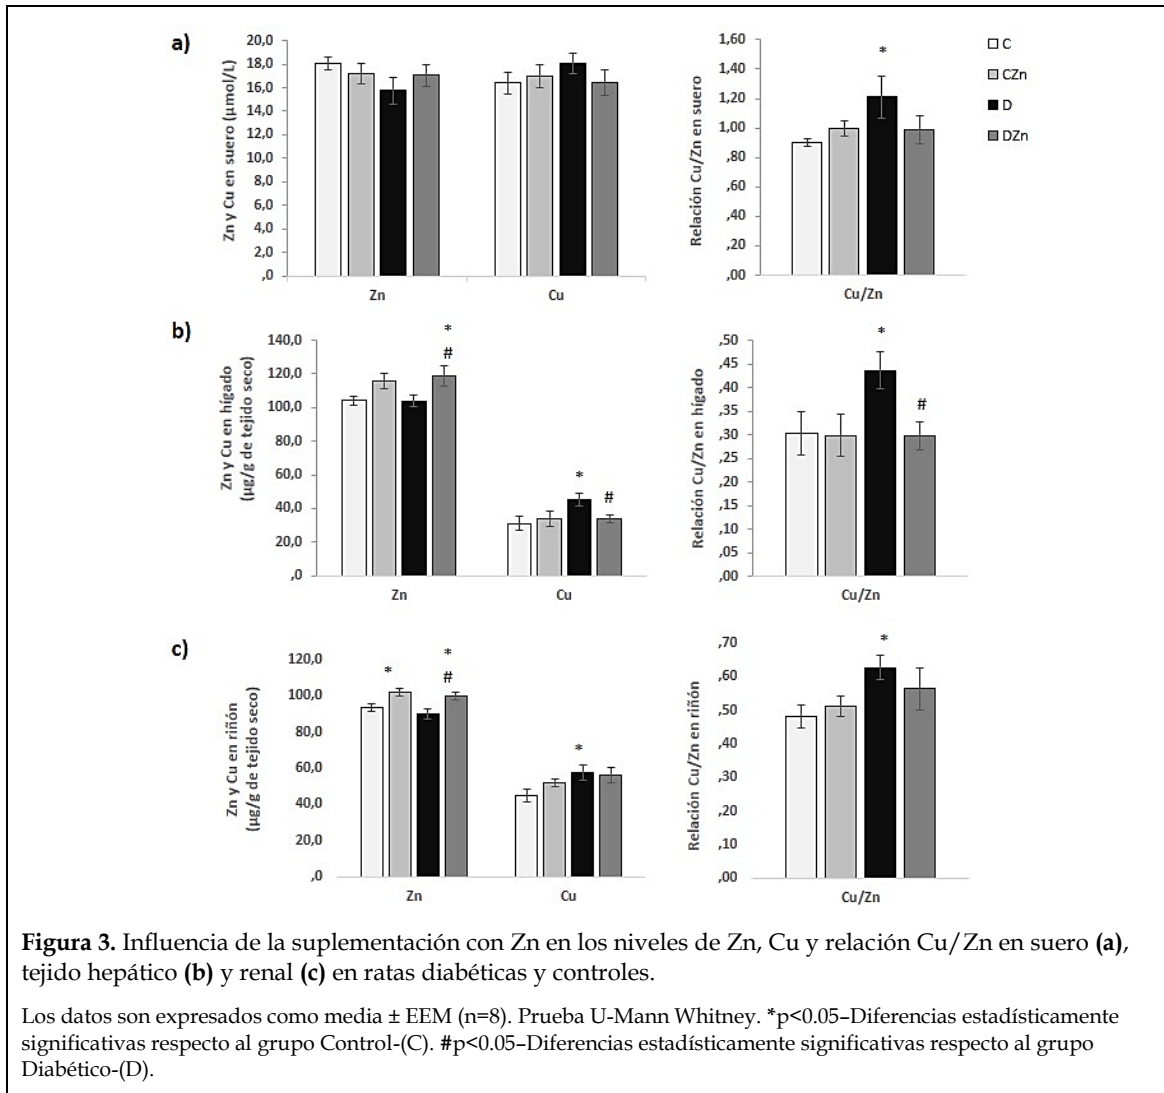 a)
Zn y Cu en suero (µmol/L)
20,0
18,0
16,0
14,0
12,0
10,0
8,0
6,0
4,0
2,0
,0
Zn
Cu
Relación Cu/Zn en suero
1,60
1,40
1,20
1,00
,80
,60
,40
,20
,00
*
Cu/Zn
C
CZn
D
DZn
b)
Zn y Cu en hígado
(µg/g de tejido seco)
140,0
120,0
100,0
80,0
60,0
40,0
20,0
,0
*
#
*
#
Zn
Cu
Relación Cu/Zn en hígado
,50
,45
,40
,35
,30
,25
,20
,15
,10
,05
,00
*
#
Cu/Zn
c)
Zn y Cu en riñón
(µg/g de tejido seco)
120,0
100,0
80,0
60,0
40,0
20,0
,0
*
*
#
*
Zn
Cu
Relación Cu/Zn en riñón
,70
,60
,50
,40
,30
,20
,10
,00
*
Cu/Zn
Figura 3. Influencia de la suplementación con Zn en los niveles de Zn, Cu y relación Cu/Zn en suero (a),
tejido hepático (b) y renal (c) en ratas diabéticas y controles.
Los datos son expresados como media ± EEM (n=8). Prueba U-Mann Whitney. *p<0.05–Diferencias estadísticamente
significativas respecto al grupo Control-(C). #p<0.05–Diferencias estadísticamente significativas respecto al grupo
Diabético-(D).